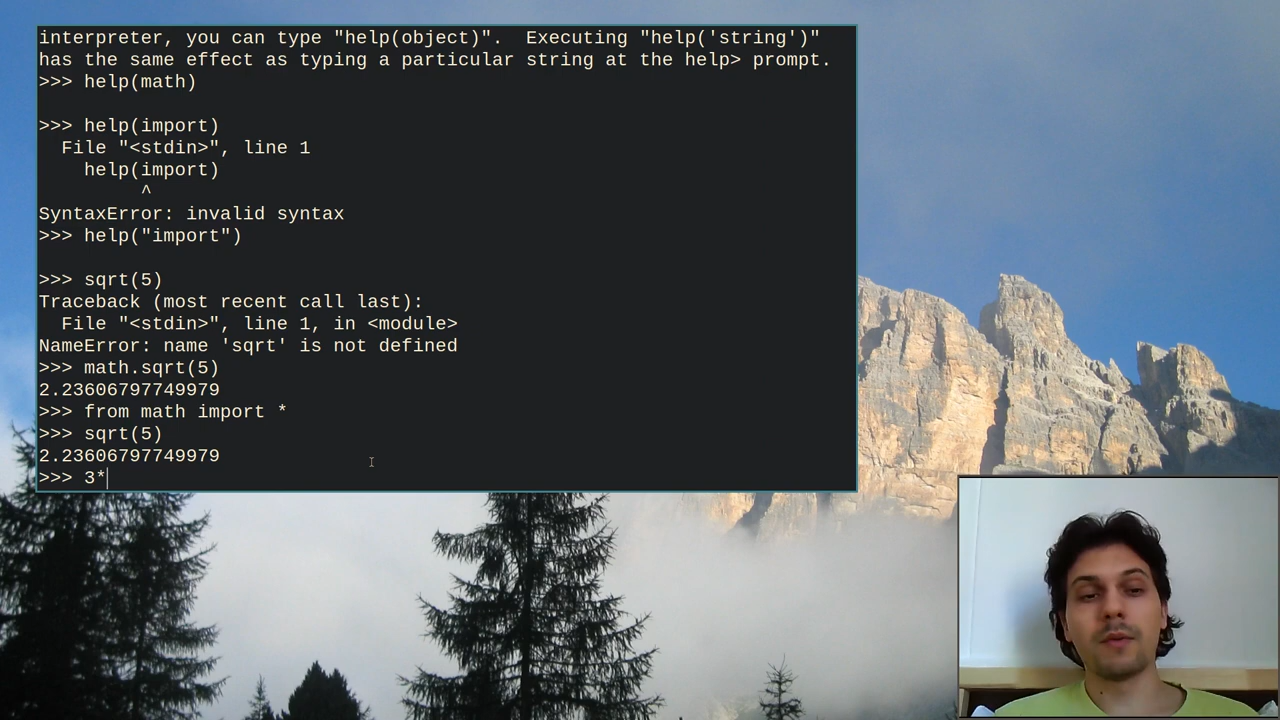 interpreter, you can type "help(object)".  Executing "help('string')"
has the same effect as typing a particular string at the help> prompt.
>>> help(math)
>>> help(import)
  File "<stdin>", line 1
    help(import)
         ^
SyntaxError: invalid syntax
>>> help("import")
>>> sqrt(5)
Traceback (most recent call last):
  File "<stdin>", line 1, in <module>
NameError: name 'sqrt' is not defined
>>> math.sqrt(5)
2.23606797749979
>>> from math import *
>>> sqrt(5)
2.23606797749979
>>> 3*